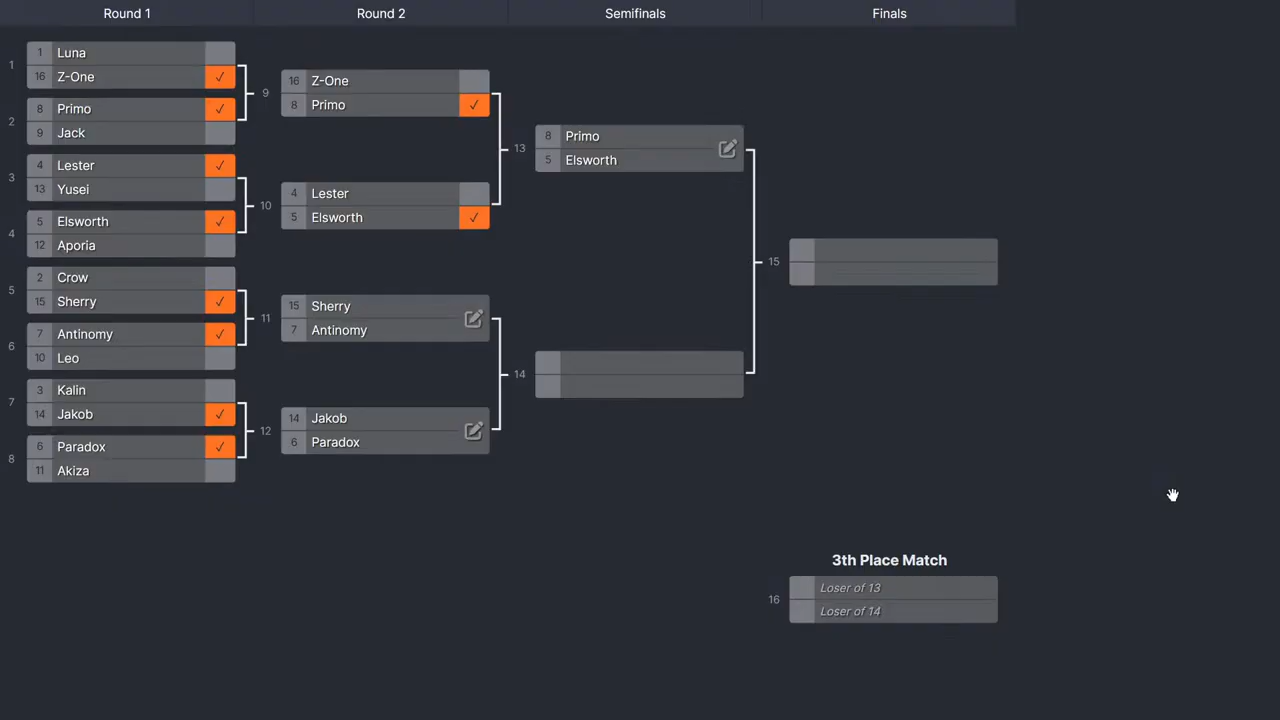 Round 1
Round 2
Semifinals
Finals
1
1 Luna
16 Z-One ✓
2
8 Primo ✓
9 Jack
3
4 Lester ✓
13 Yusei
4
5 Elsworth ✓
12 Aporia
5
2 Crow
15 Sherry ✓
6
7 Antinomy ✓
10 Leo
7
3 Kalin
14 Jakob ✓
8
6 Paradox ✓
11 Akiza
9
16 Z-One
8 Primo ✓
10
4 Lester
5 Elsworth ✓
11
15 Sherry
7 Antinomy
12
14 Jakob
6 Paradox
13
8 Primo
5 Elsworth
14
15
3th Place Match
16
Loser of 13
Loser of 14